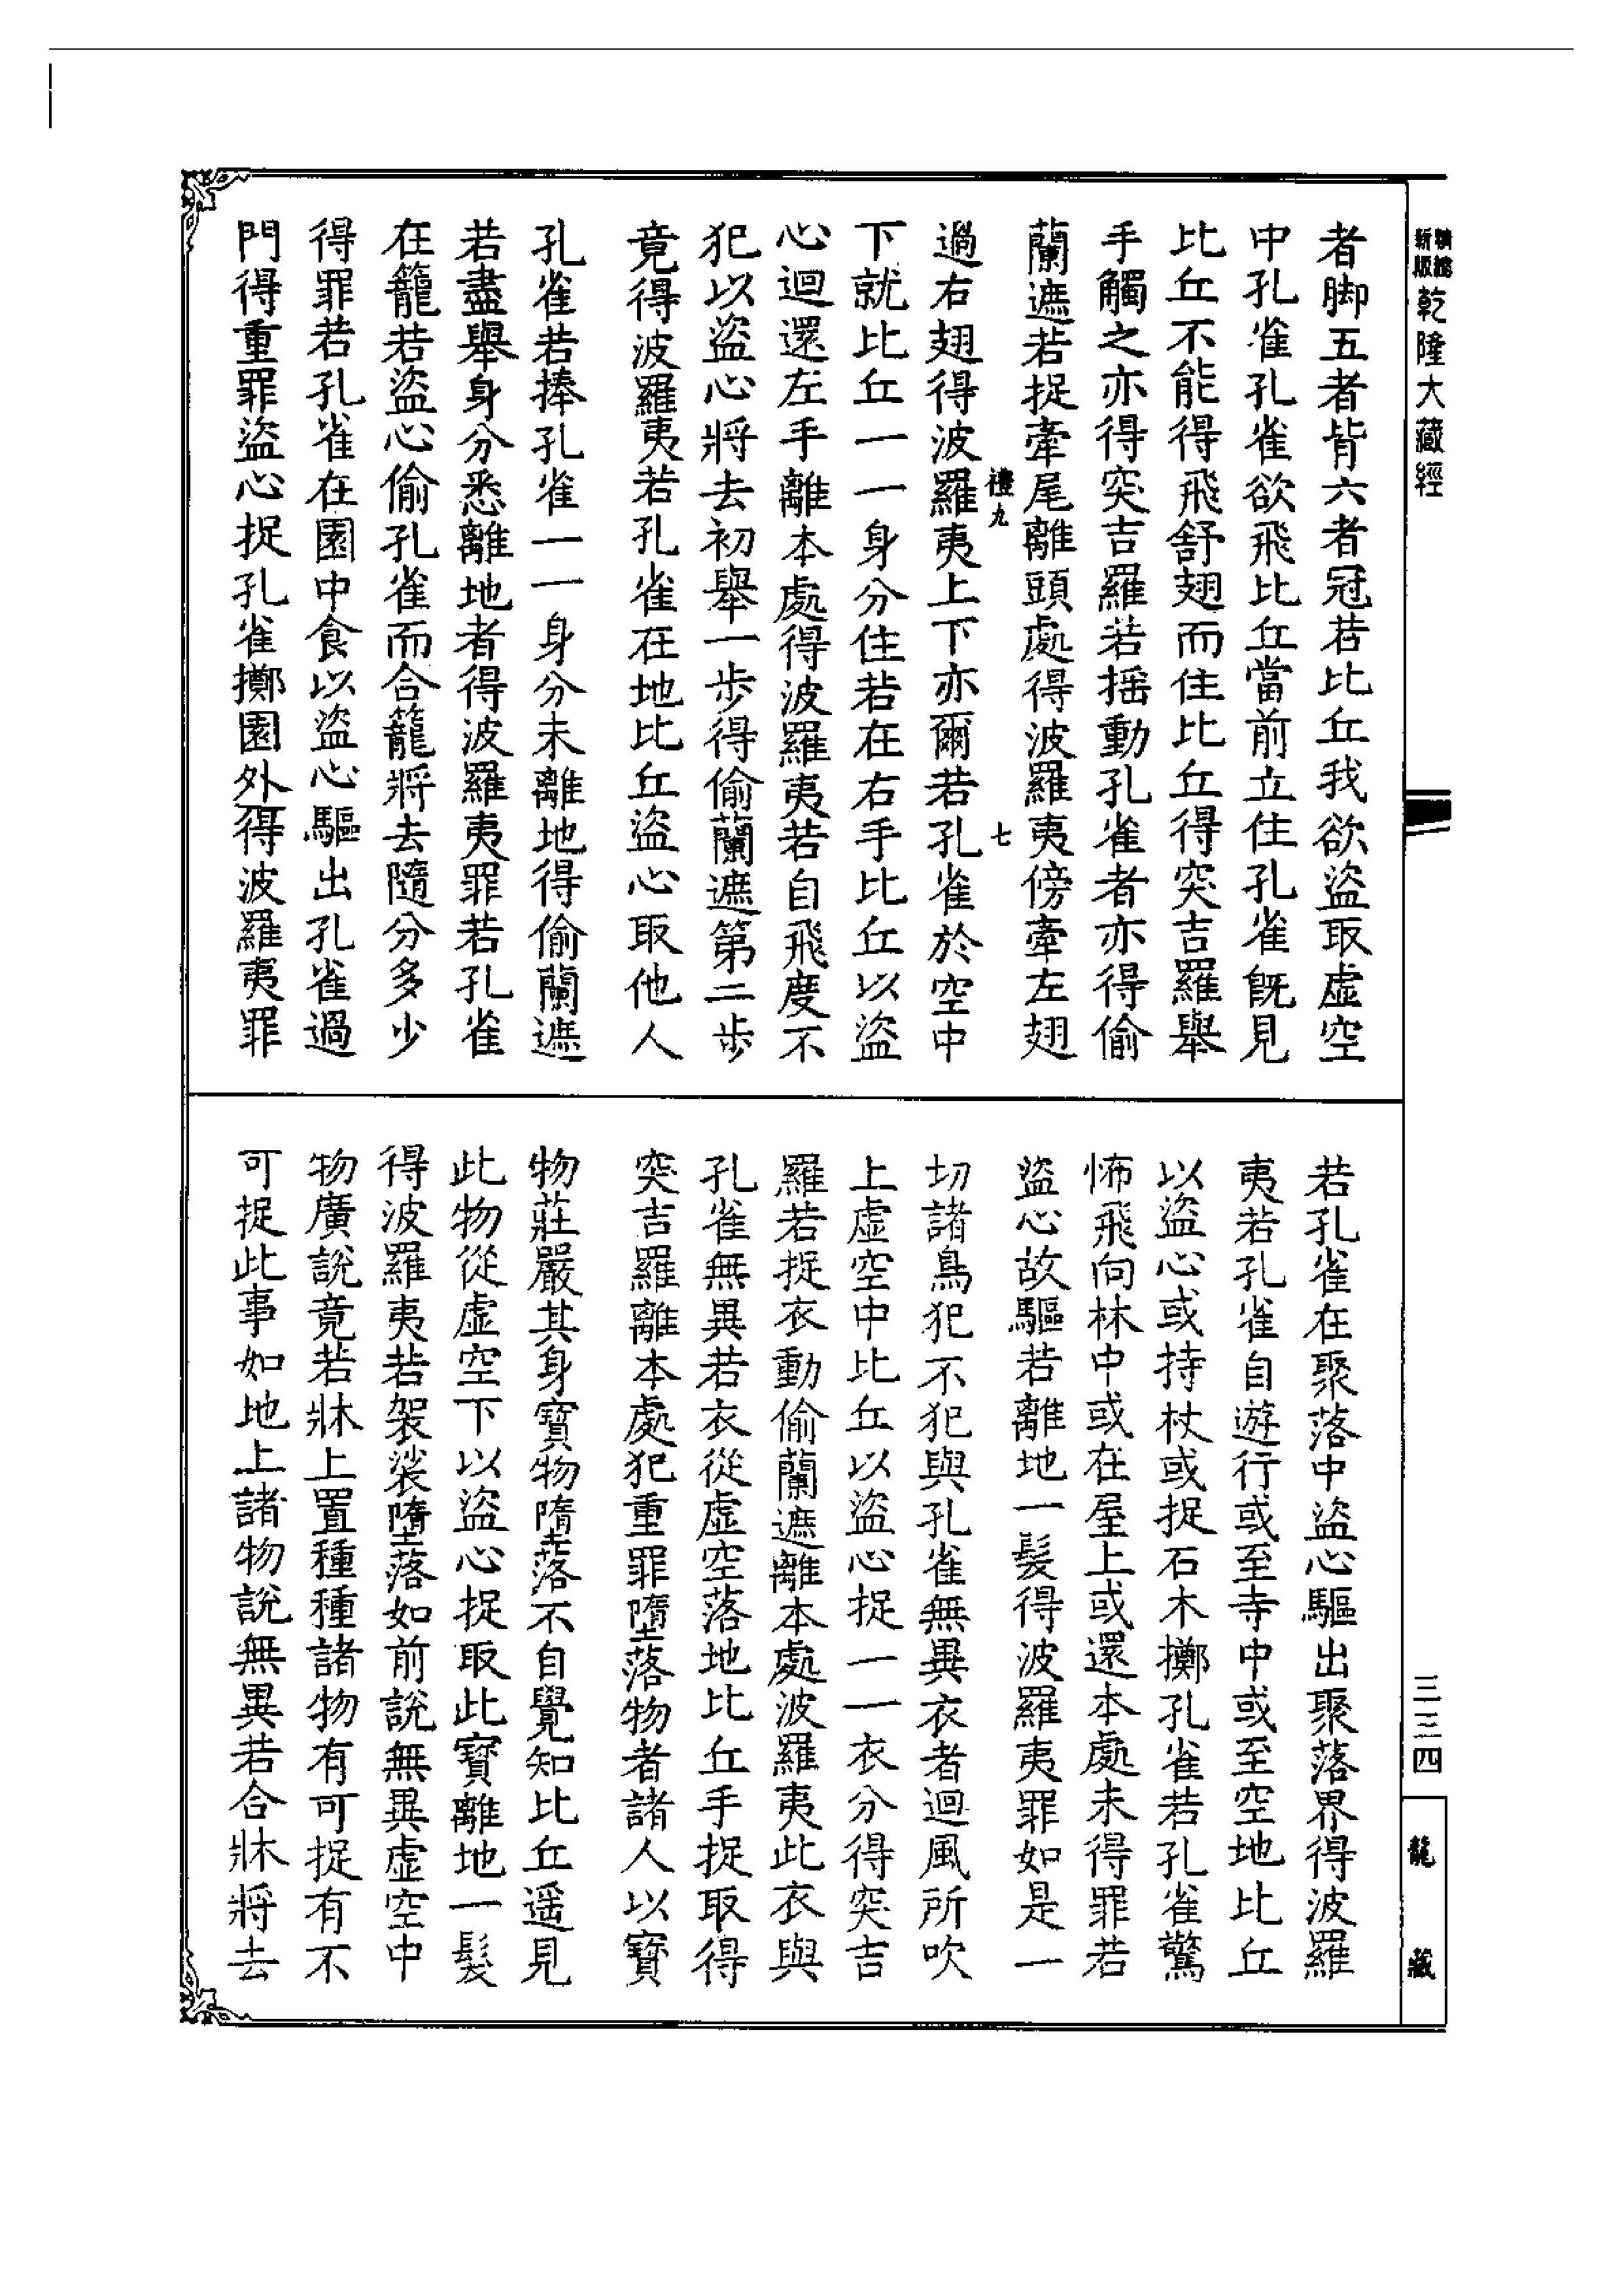 新版
精縮
乾隆大藏經
三三四
龍藏
者脚五者背六者冠若比丘我欲盜取虛空
中孔雀孔雀欲飛比丘當前立住孔雀旣見
比丘不能得飛舒翅而住比丘得突吉羅舉
手觸之亦得突吉羅若揺動孔雀者亦得偷
蘭遮若捉牽尾離頭處得波羅夷傍牽左翅
禮九
七
過右翅得波羅夷上下亦爾若孔雀於空中
下就比丘一一身分住若在右手比丘以盜
心迴還左手離本處得波羅夷若自飛度不
犯以盜心將去初舉一步得偷蘭遮第二步
竟得波羅夷若孔雀在地比丘盜心取他人
孔雀若捧孔雀一一身分未離地得偷蘭遮
若盡舉身分悉離地者得波羅夷罪若孔雀
在籠若盜心偷孔雀而合籠將去隨分多少
得罪若孔雀在園中食以盜心驅出孔雀過
門得重罪盜心捉孔雀擲園外得波羅夷罪
若孔雀在聚落中盜心驅出聚落界得波羅
夷若孔雀自遊行或至寺中或至空地比丘
以盜心或持杖或捉石木擲孔雀若孔雀驚
怖飛向林中或在屋上或還本處未得罪若
盜心故驅若離地一髮得波羅夷罪如是一
切諸鳥犯不犯與孔雀無異衣者迴風所吹
上虛空中比丘以盜心捉一一衣分得突吉
羅若捉衣動偷蘭遮離本處波羅夷此衣與
孔雀無異若衣從虛空落地比丘手捉取得
突吉羅離本處犯重罪墮落物者諸人以寶
物莊嚴其身寶物墮落不自覺知比丘遥見
此物從虛空下以盜心捉取此寶離地一髮
得波羅夷若袈裟墮落如前說無異虛空中
物廣說竟若牀上置種種諸物有可捉有不
可捉此事如地上諸物說無異若合牀將去